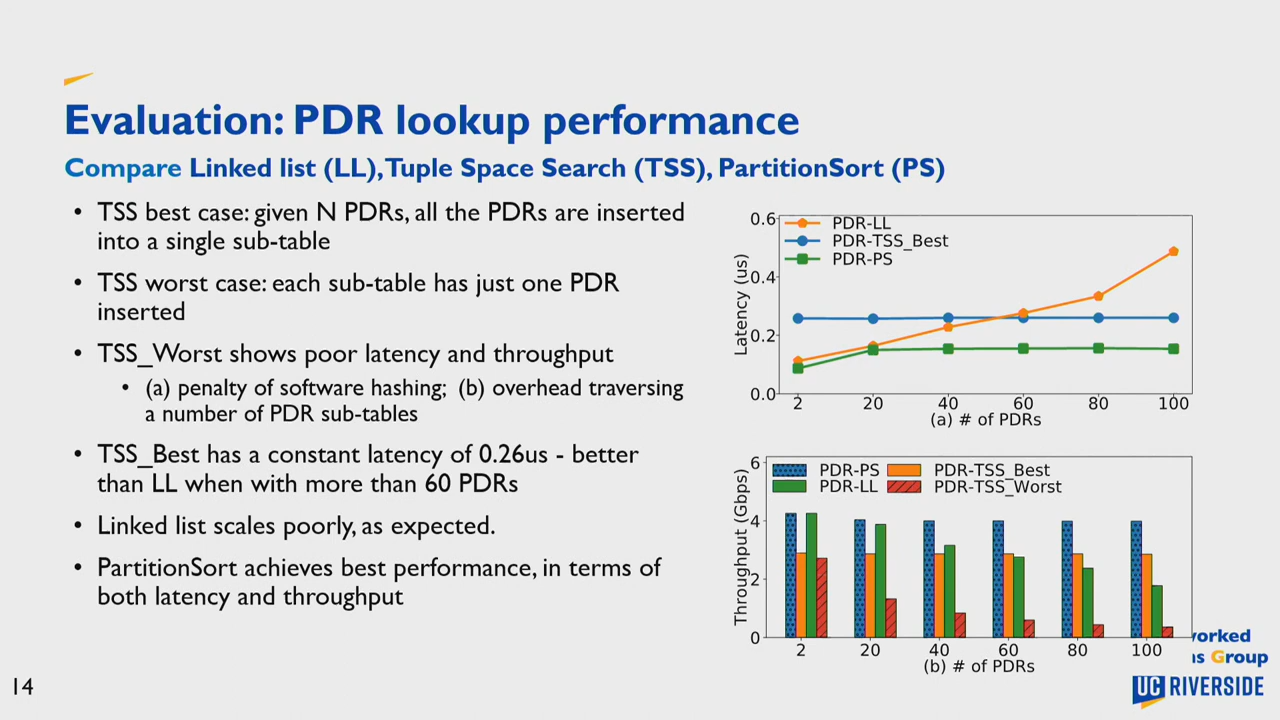 Evaluation: PDR lookup performance
Compare Linked list (LL), Tuple Space Search (TSS), PartitionSort (PS)
• TSS best case: given N PDRs, all the PDRs are inserted
into a single sub-table
• TSS worst case: each sub-table has just one PDR
inserted
• TSS_Worst shows poor latency and throughput
• (a) penalty of software hashing; (b) overhead traversing
a number of PDR sub-tables
• TSS_Best has a constant latency of 0.26us - better
than LL when with more than 60 PDRs
• Linked list scales poorly, as expected.
• PartitionSort achieves best performance, in terms of
both latency and throughput
PDR-LL
PDR-TSS_Best
PDR-PS
Latency (us)
0.6
0.4
0.2
0.0
2 20 40 60 80 100
(a) # of PDRs
PDR-PS PDR-TSS_Best
PDR-LL PDR-TSS_Worst
Throughput (Gbps)
6
4
2
0
2 20 40 60 80 100
(b) # of PDRs
orked
s Group
UC RIVERSIDE
14